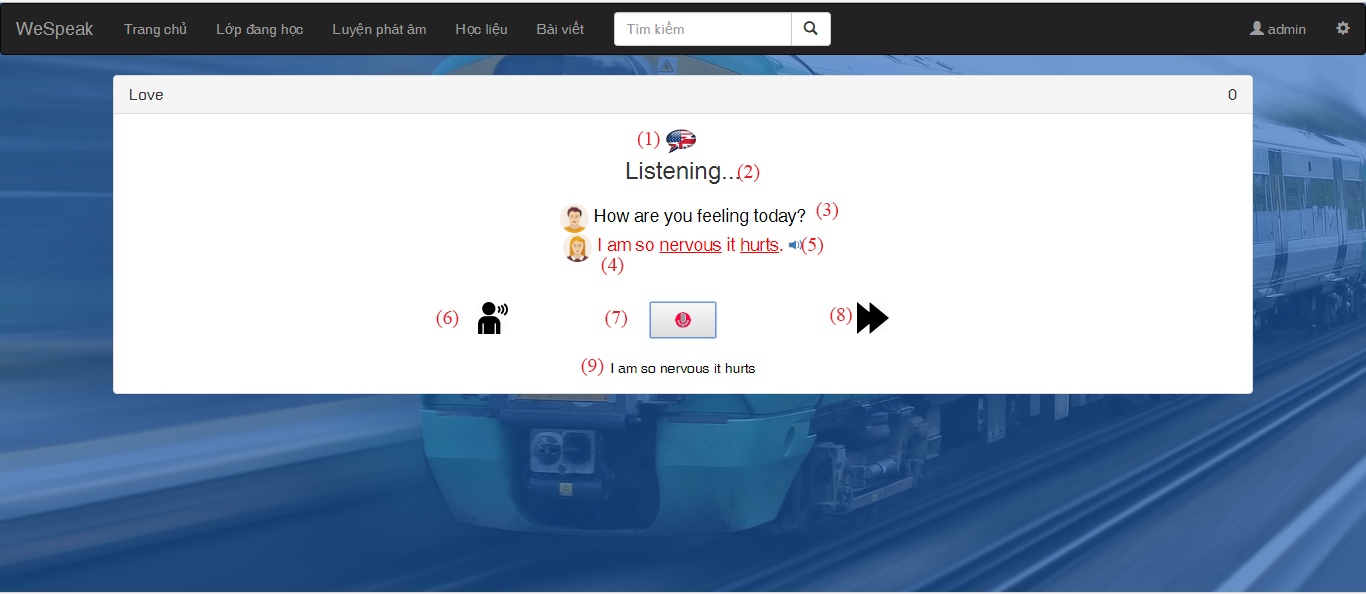 WeSpeak Trang chủ Lớp đang học Luyện phát âm Học liệu Bài viết Tìm kiếm admin
Love 0
(1)
Listening...(2)
How are you feeling today? (3)
I am so nervous it hurts. (5)
(4)
(6) (7) (8)
(9) I am so nervous it hurts